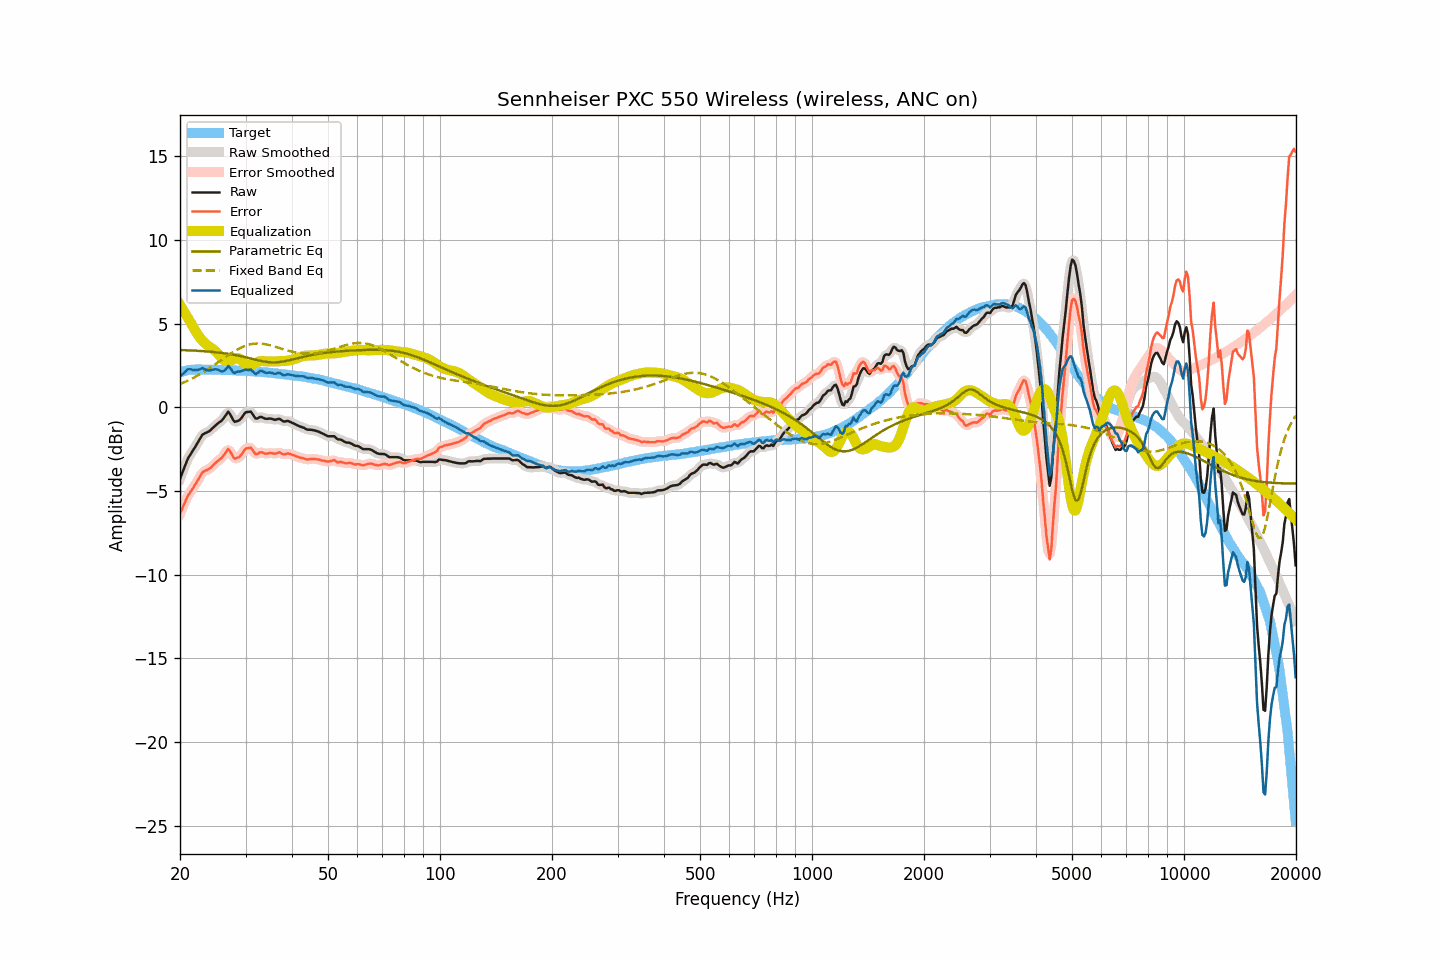 Sennheiser PXC 550 Wireless (wireless, ANC on)
Target
Raw Smoothed
Error Smoothed
Raw
Error
Equalization
Parametric Eq
Fixed Band Eq
Equalized
15
10
5
0
−5
−10
−15
−20
−25
Amplitude (dBr)
20 50 100 200 500 1000 2000 5000 10000 20000
Frequency (Hz)